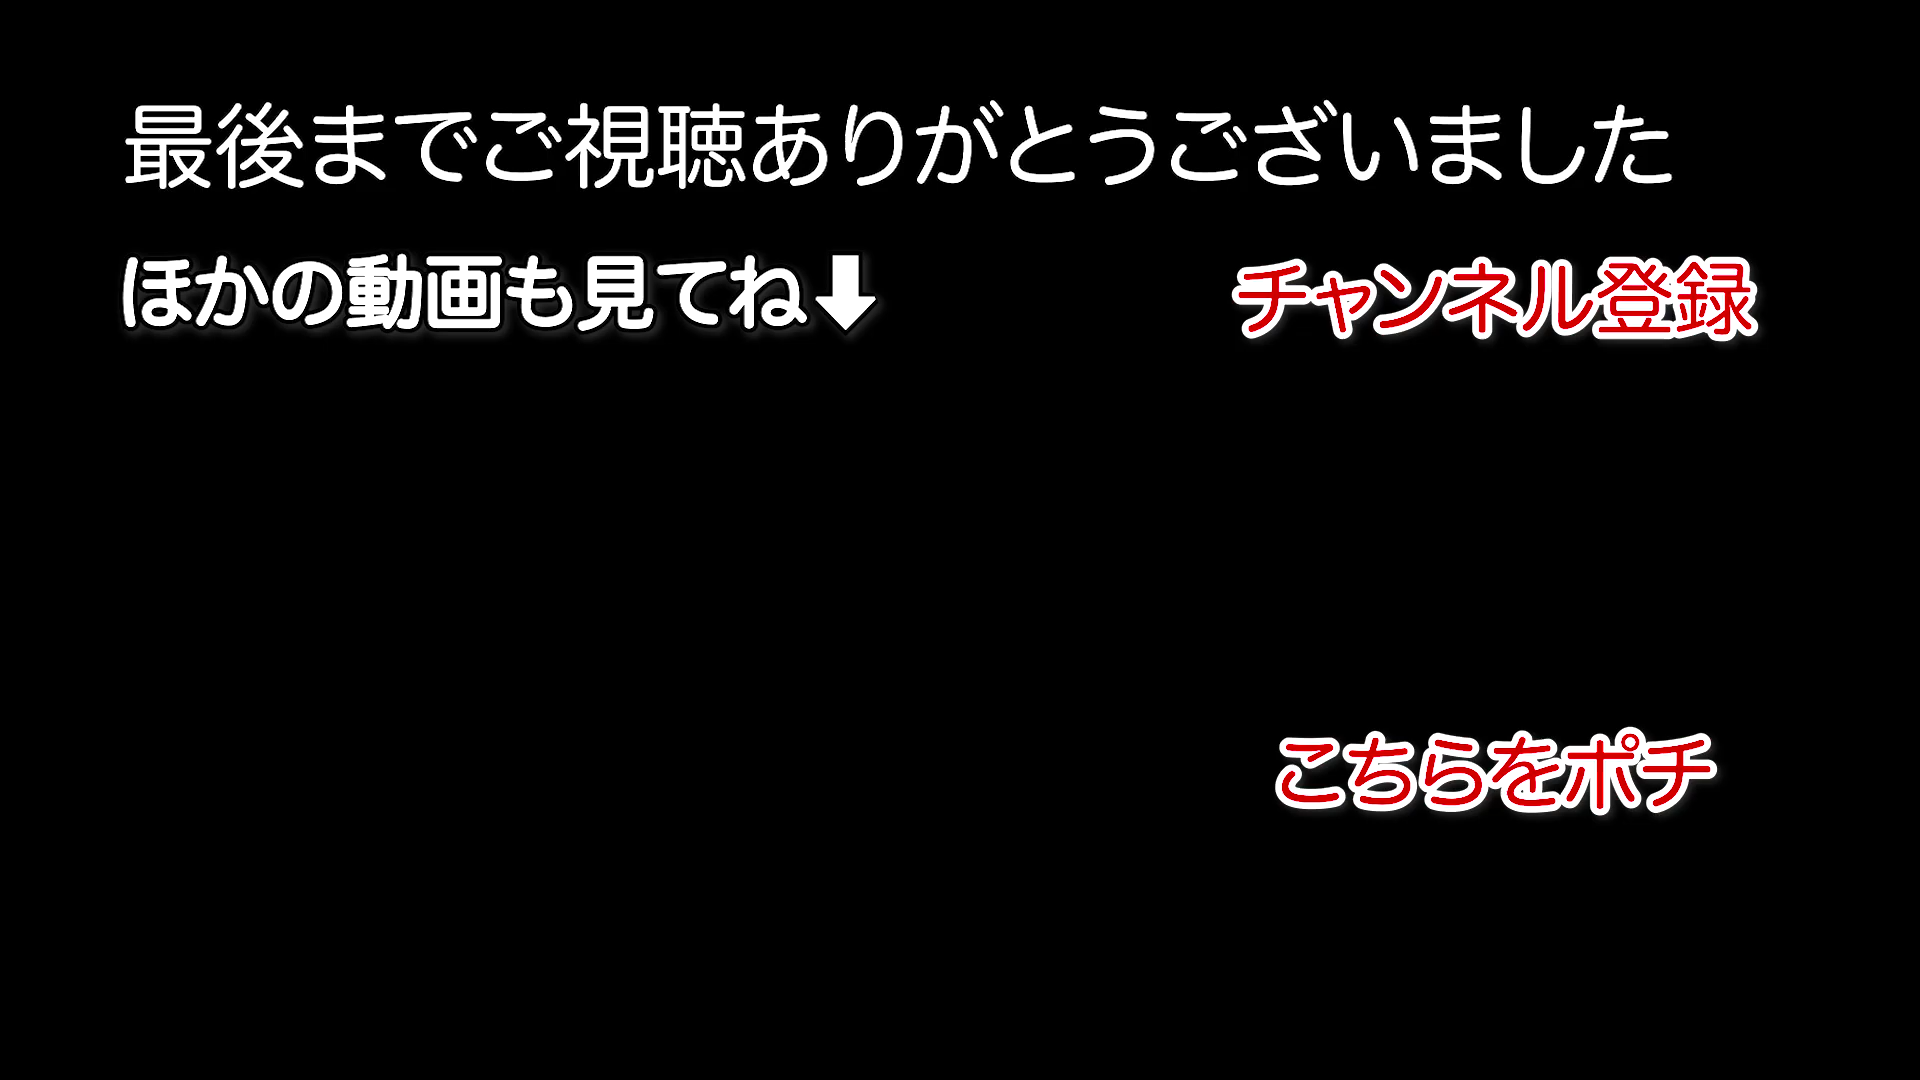 最後までご視聴ありがとうございました
ほかの動画も見てね⬇
チャンネル登録
こちらをポチ